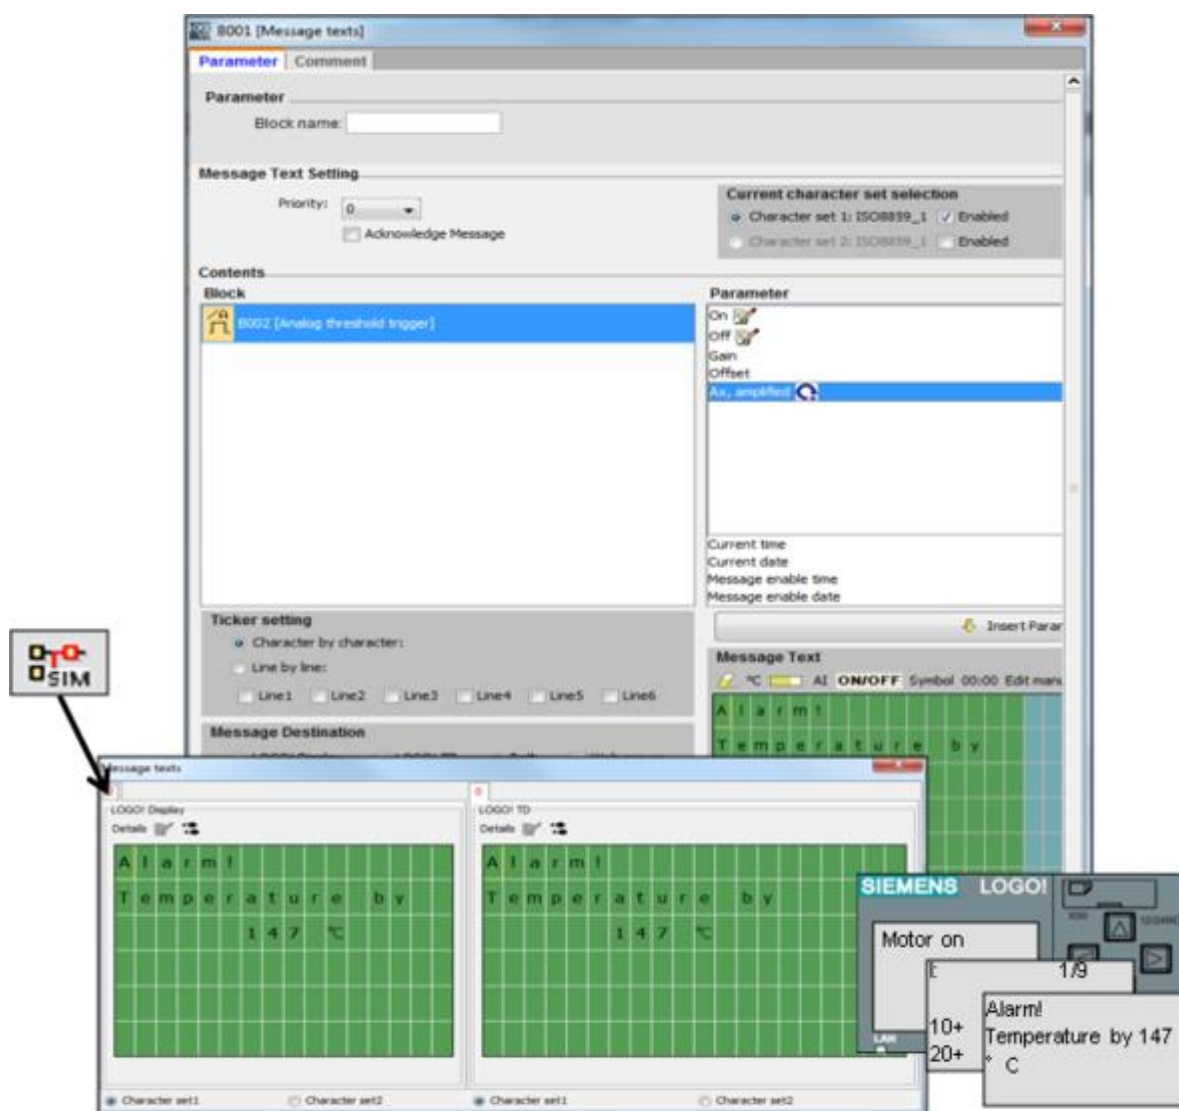 B001 [Message texts]
Parameter Comment
Parameter
Block name:
Message Text Setting
Priority: 0
Acknowledge Message
Current character set selection
Character set 1: ISO8859_1 Enabled
Character set 2: ISO8859_1 Enabled
Contents
Block
B002 [Analog threshold trigger]
Parameter
On
Off
Gain
Offset
Ax, amplified
Current time
Current date
Message enable time
Message enable date
Ticker setting
Character by character:
Line by line:
Line1 Line2 Line3 Line4 Line5 Line6
Insert Parar
Message Text
°C AI ON/OFF Symbol 00:00 Edit manu
Alarm!
Temperature by
Message Destination
SIM
Message texts
0
LOGO! Display
Details
Alarm!
Temperature by
147 °C
Character set1 Character set2
0
LOGO! TD
Details
Alarm!
Temperature by
147 °C
Character set1 Character set2
SIEMENS LOGO!
Motor on
LAN
1/9
10+
20+
Alarm!
Temperature by 147
° C